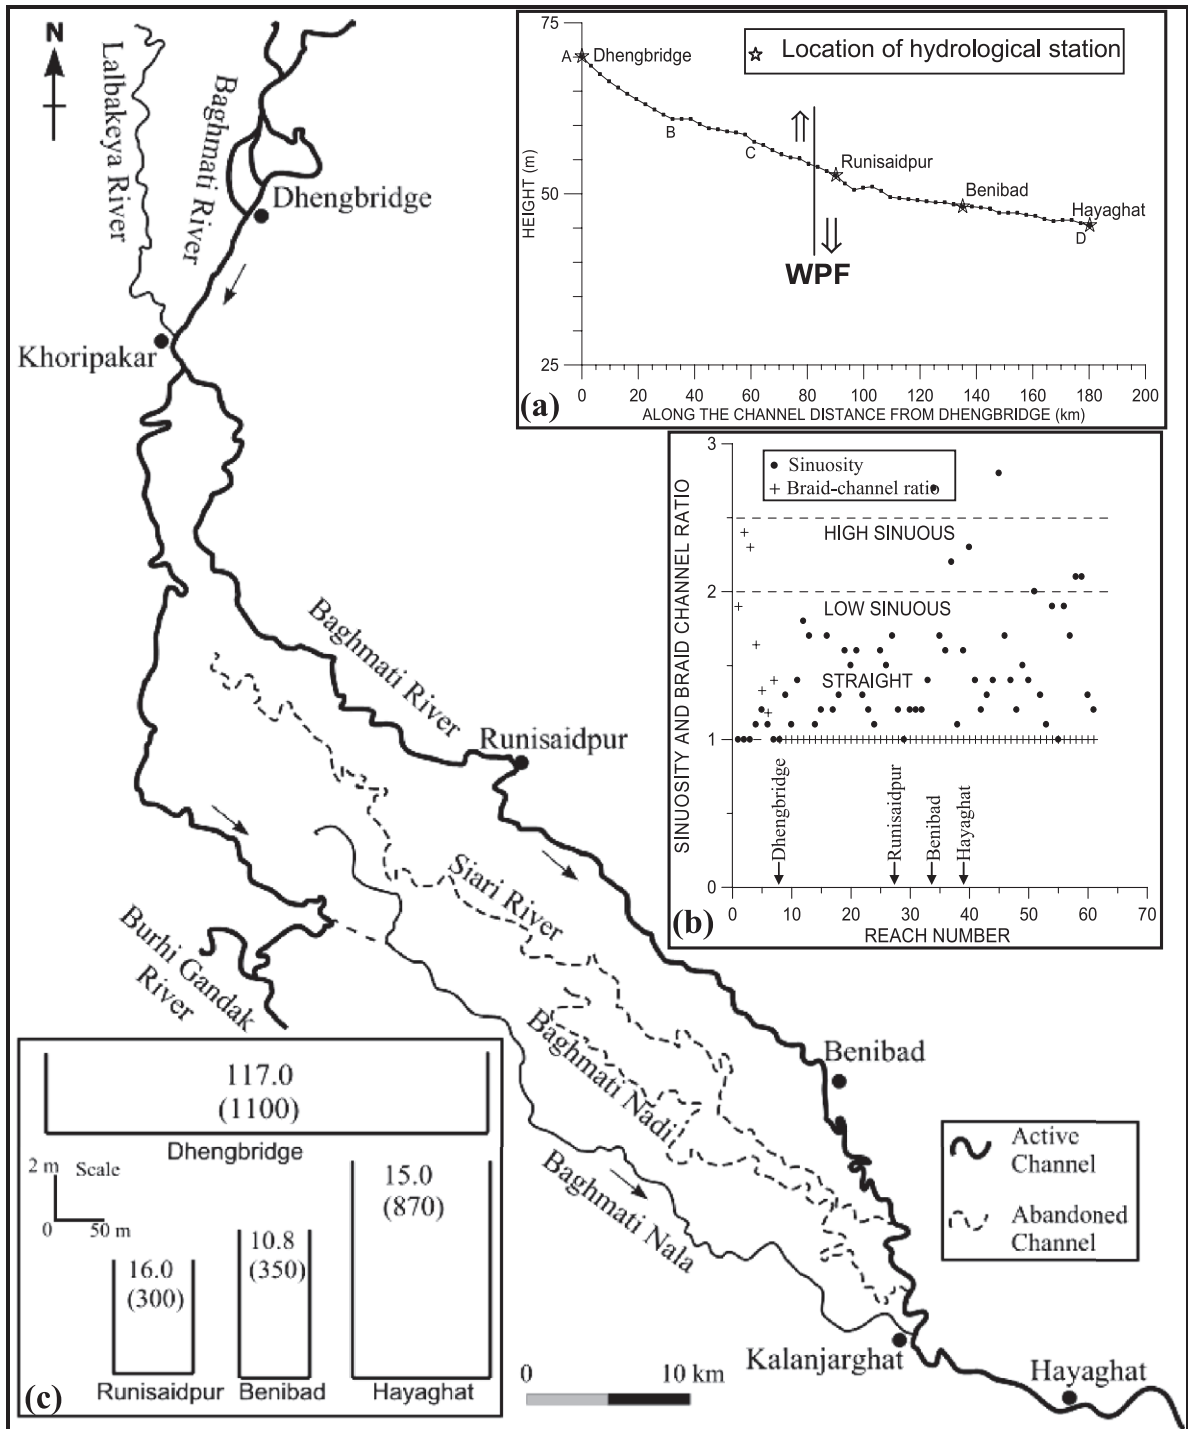 N
Lalbakeya River
Baghmati River
Dhengbridge
Khoripakar
75
50
25
HEIGHT (m)
☆ Location of hydrological station
A
Dhengbridge
B
C
Runisaidpur
Benibad
Hayaghat
D
WPF
0 20 40 60 80 100 120 140 160 180 200
ALONG THE CHANNEL DISTANCE FROM DHENGBRIDGE (km)
(a)
3
2
1
0
SINUOSITY AND BRAID CHANNEL RATIO
• Sinuosity
+ Braid-channel ratio
HIGH SINUOUS
LOW SINUOUS
STRAIGHT
Dhengbridge
Runisaidpur
Benibad
Hayaghat
0 10 20 30 40 50 60 70
REACH NUMBER
(b)
Baghmati River
Runisaidpur
Siari River
Burhi Gandak
River
Baghmati Nadi
Baghmati Nala
Benibad
Kalanjarghat
Hayaghat
117.0
(1100)
Dhengbridge
2 m Scale
0 50 m
16.0
(300)
Runisaidpur
10.8
(350)
Benibad
15.0
(870)
Hayaghat
(c)
0 10 km
Active
Channel
Abandoned
Channel